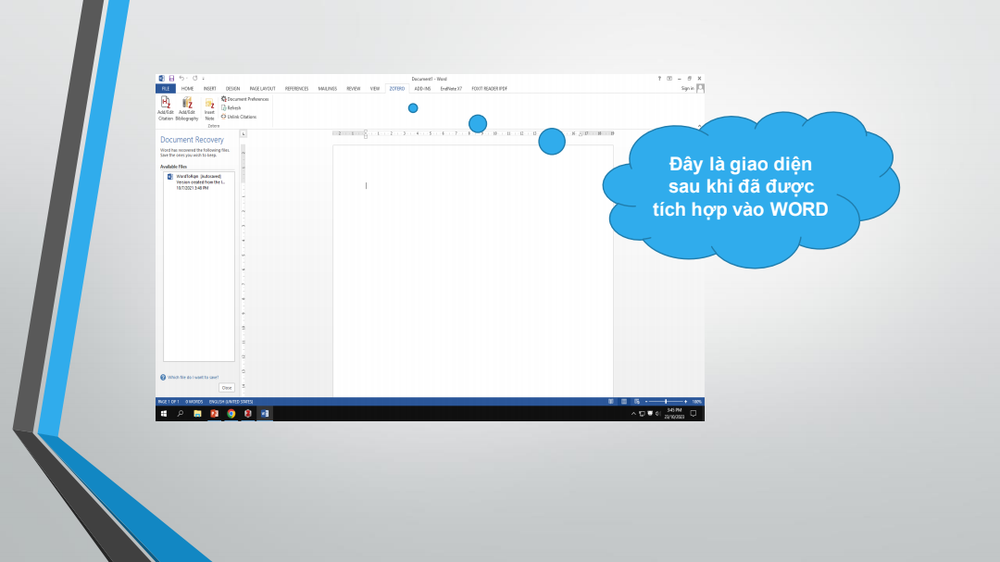 Document1 - Word
FILE HOME INSERT DESIGN PAGE LAYOUT REFERENCES MAILINGS REVIEW VIEW ZOTERO ADD-INS EndNote X7 FOXIT READER PDF
Sign in
Add/Edit Citation
Add/Edit Bibliography
Insert Note
Document Preferences
Refresh
Unlink Citations
Zotero
Document Recovery
Word has recovered the following files.
Save the ones you wish to keep.
Available Files
[Autosaved]
Version created from the l...
10/7/2021 3:48 PM
Which file do I want to save?
Close
PAGE 1 OF 1 0 WORDS ENGLISH (UNITED STATES)
100%
3:45 PM
23/10/2023
Đây là giao diện
sau khi đã được
tích hợp vào WORD